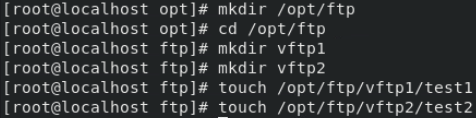 [root@localhost opt]# mkdir /opt/ftp
[root@localhost opt]# cd /opt/ftp
[root@localhost ftp]# mkdir vftp1
[root@localhost ftp]# mkdir vftp2
[root@localhost ftp]# touch /opt/ftp/vftp1/test1
[root@localhost ftp]# touch /opt/ftp/vftp2/test2